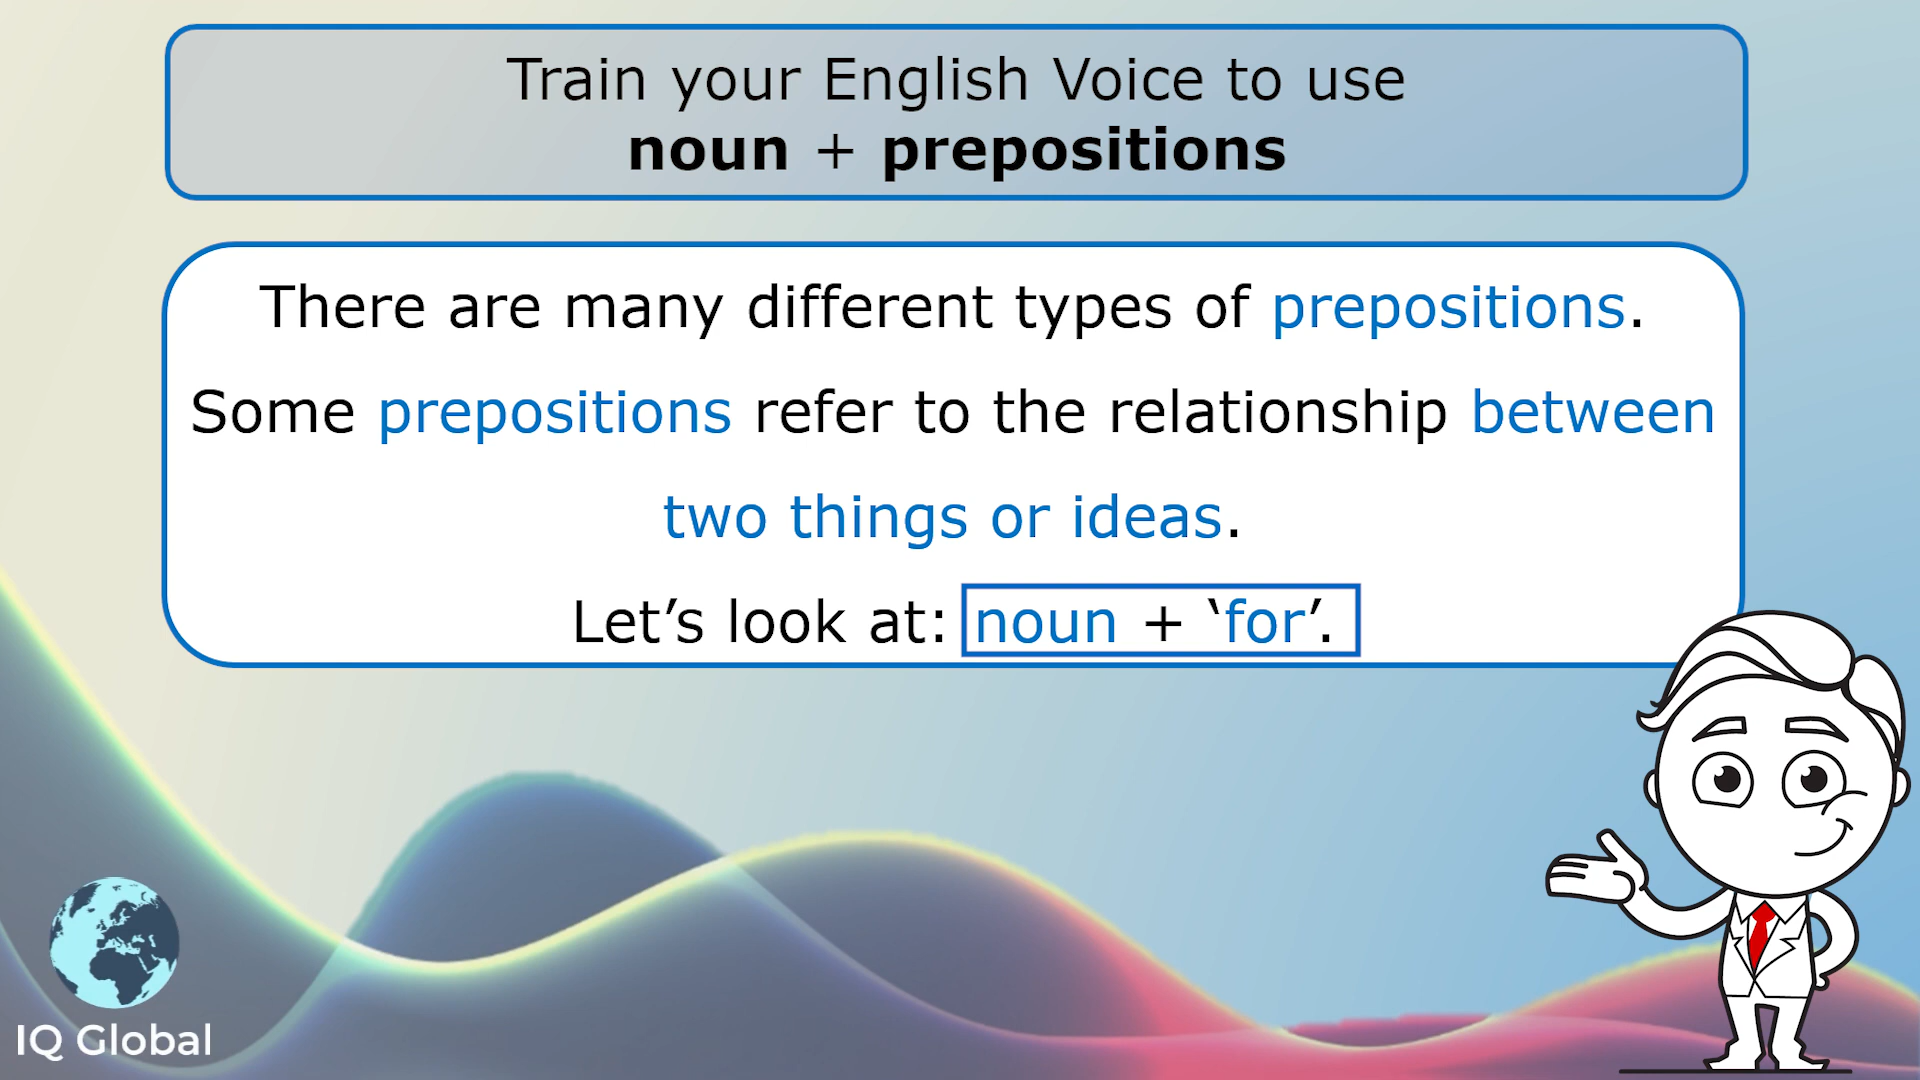 Train your English Voice to use
noun + prepositions
There are many different types of prepositions.
Some prepositions refer to the relationship between
two things or ideas.
Let’s look at: noun + ‘for’.
IQ Global